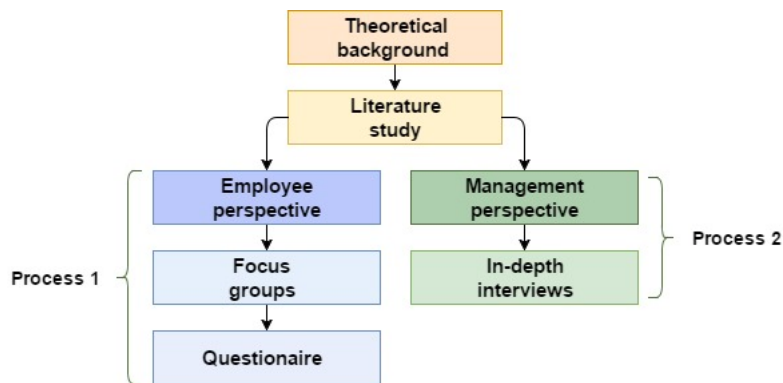 Theoretical
background
Literature
study
Employee
perspective
Management
perspective
Process 2
Process 1
Focus
groups
In-depth
interviews
Questionaire